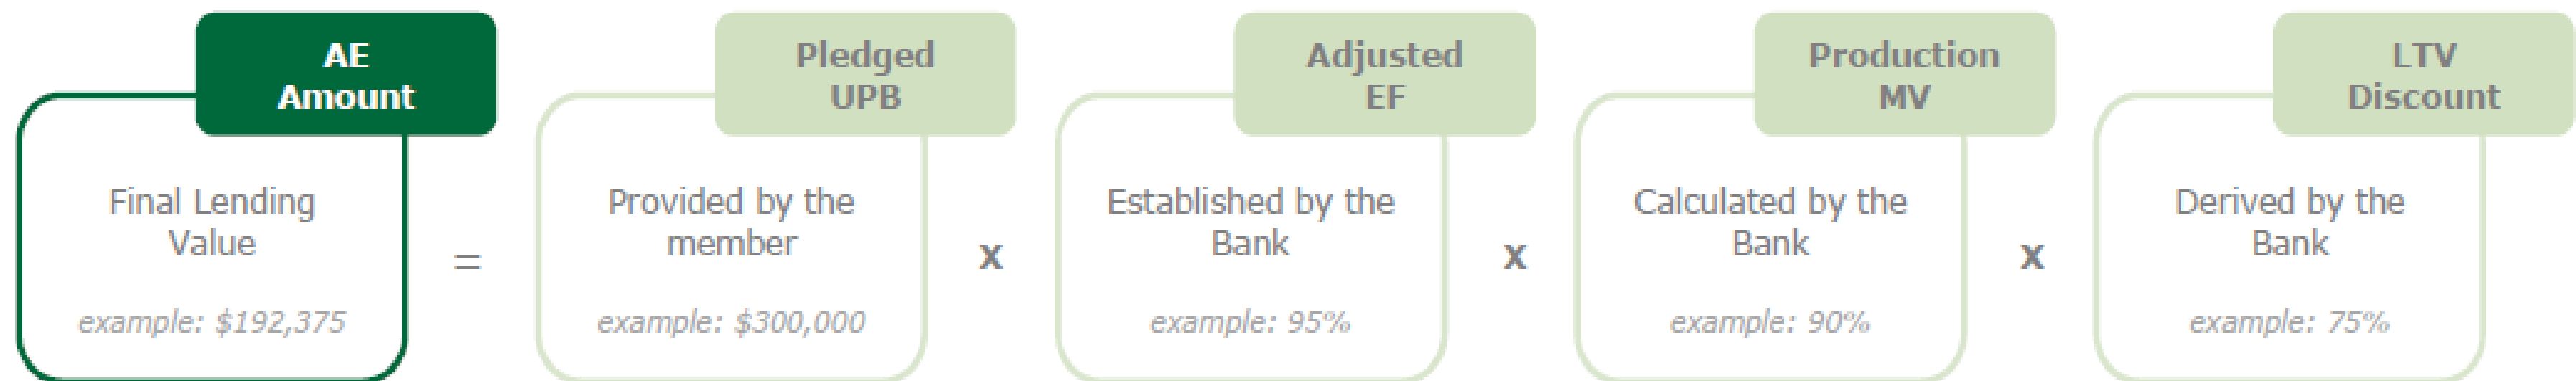 AE
Amount
Final Lending
Value
example: $192,375
=
Pledged
UPB
Provided by the
member
example: $300,000
x
Adjusted
EF
Established by the
Bank
example: 95%
x
Production
MV
Calculated by the
Bank
example: 90%
x
LTV
Discount
Derived by the
Bank
example: 75%